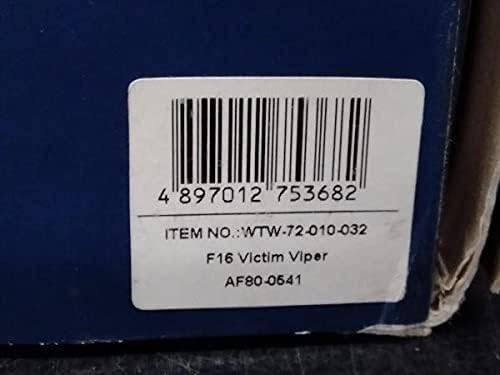 4 897012 753682
ITEM NO.:WTW-72-010-032
F16 Victim Viper
AF80-0541